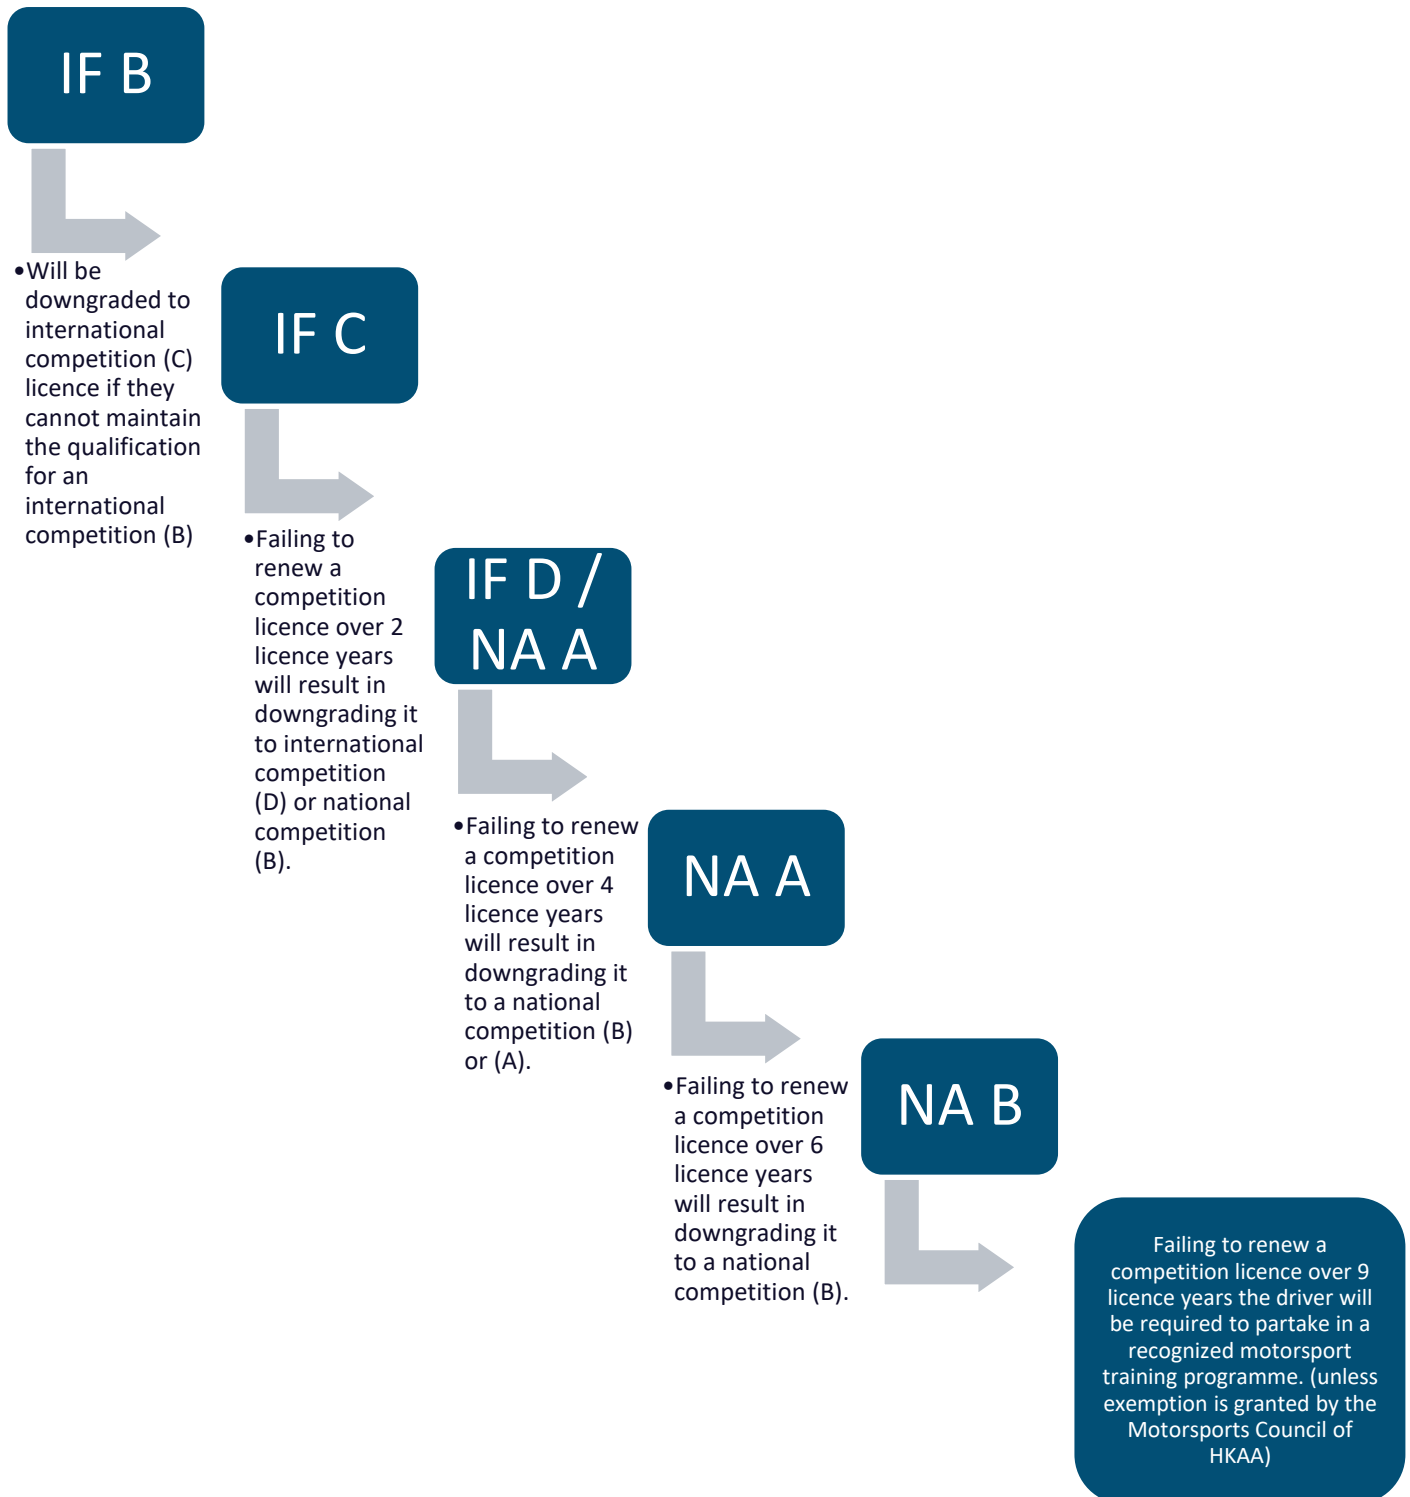 IF B
•Will be
downgraded to
international
competition (C)
licence if they
cannot maintain
the qualification
for an
international
competition (B)
IF C
•Failing to
renew a
competition
licence over 2
licence years
will result in
downgrading it
to international
competition
(D) or national
competition
(B).
IF D /
NA A
•Failing to renew
a competition
licence over 4
licence years
will result in
downgrading it
to a national
competition (B)
or (A).
NA A
•Failing to renew
a competition
licence over 6
licence years
will result in
downgrading it
to a national
competition (B).
NA B
Failing to renew a
competition licence over 9
licence years the driver will
be required to partake in a
recognized motorsport
training programme. (unless
exemption is granted by the
Motorsports Council of
HKAA)